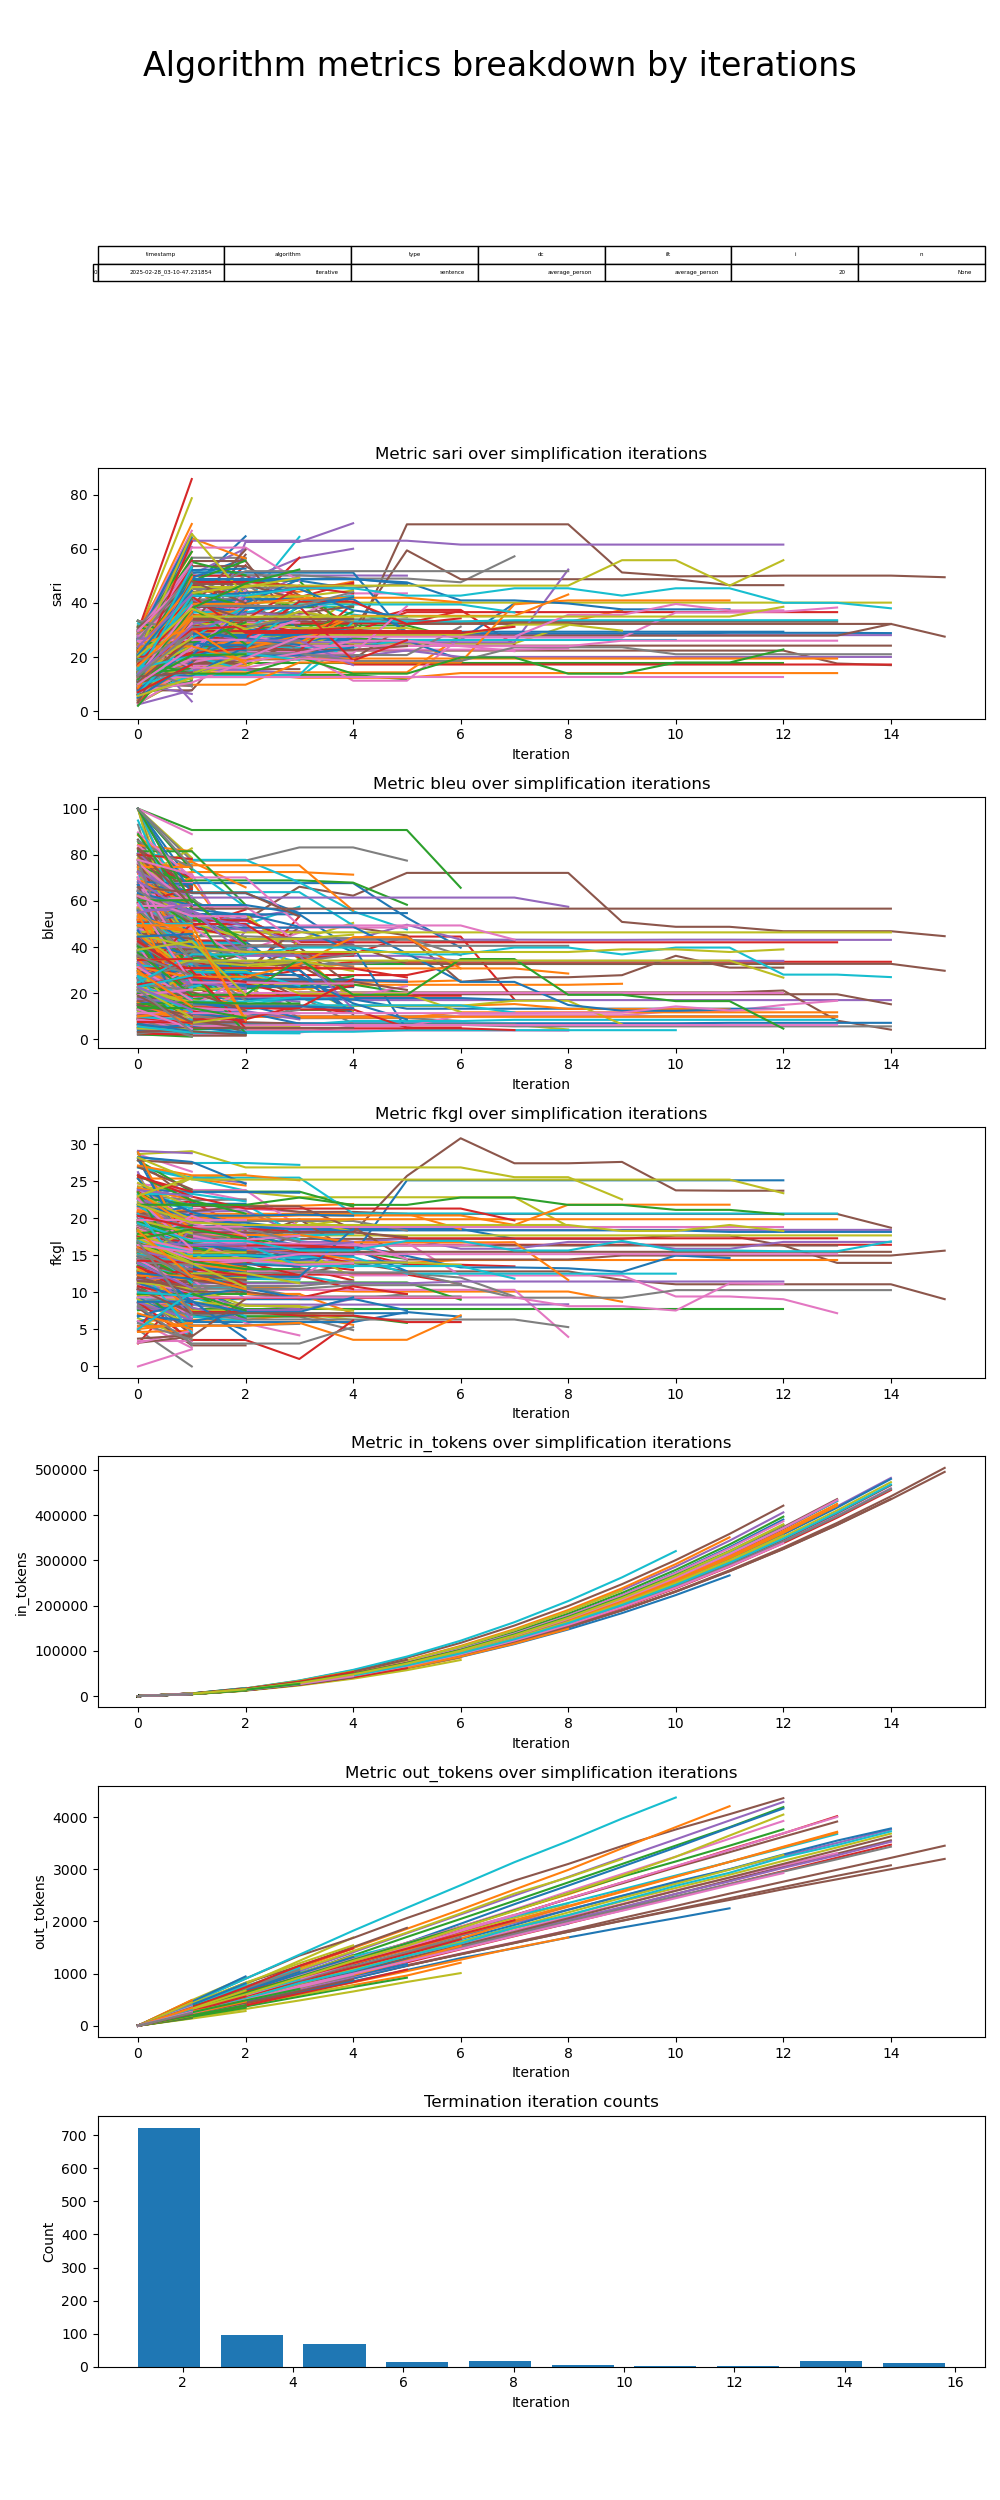 Algorithm metrics breakdown by iterations
timestamp algorithm type dc ilt i n
0 2025-02-28_03-10-47.231854 iterative sentence average_person average_person 20 None
Metric sari over simplification iterations
80
60
40
20
0
sari
0 2 4 6 8 10 12 14
Iteration
Metric bleu over simplification iterations
100
80
60
40
20
0
bleu
0 2 4 6 8 10 12 14
Iteration
Metric fkgl over simplification iterations
30
25
20
15
10
5
0
fkgl
0 2 4 6 8 10 12 14
Iteration
Metric in_tokens over simplification iterations
500000
400000
300000
200000
100000
0
in_tokens
0 2 4 6 8 10 12 14
Iteration
Metric out_tokens over simplification iterations
4000
3000
2000
1000
0
out_tokens
0 2 4 6 8 10 12 14
Iteration
Termination iteration counts
700
600
500
400
300
200
100
0
Count
2 4 6 8 10 12 14 16
Iteration